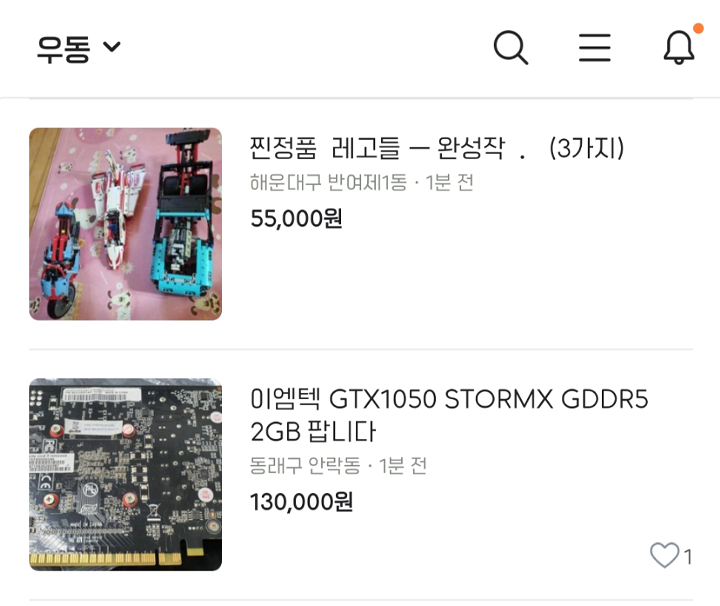 우동
찐정품 레고들 ㅡ 완성작 . (3가지)
해운대구 반여제1동 · 1분 전
55,000원
이엠텍 GTX1050 STORMX GDDR5
2GB 팝니다
동래구 안락동 · 1분 전
130,000원
1